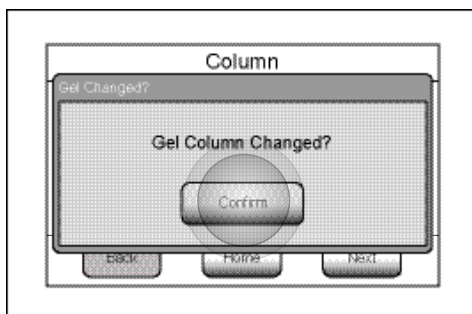 Column
Gel Changed?
Gel Column Changed?
Confirm
Back Home Next